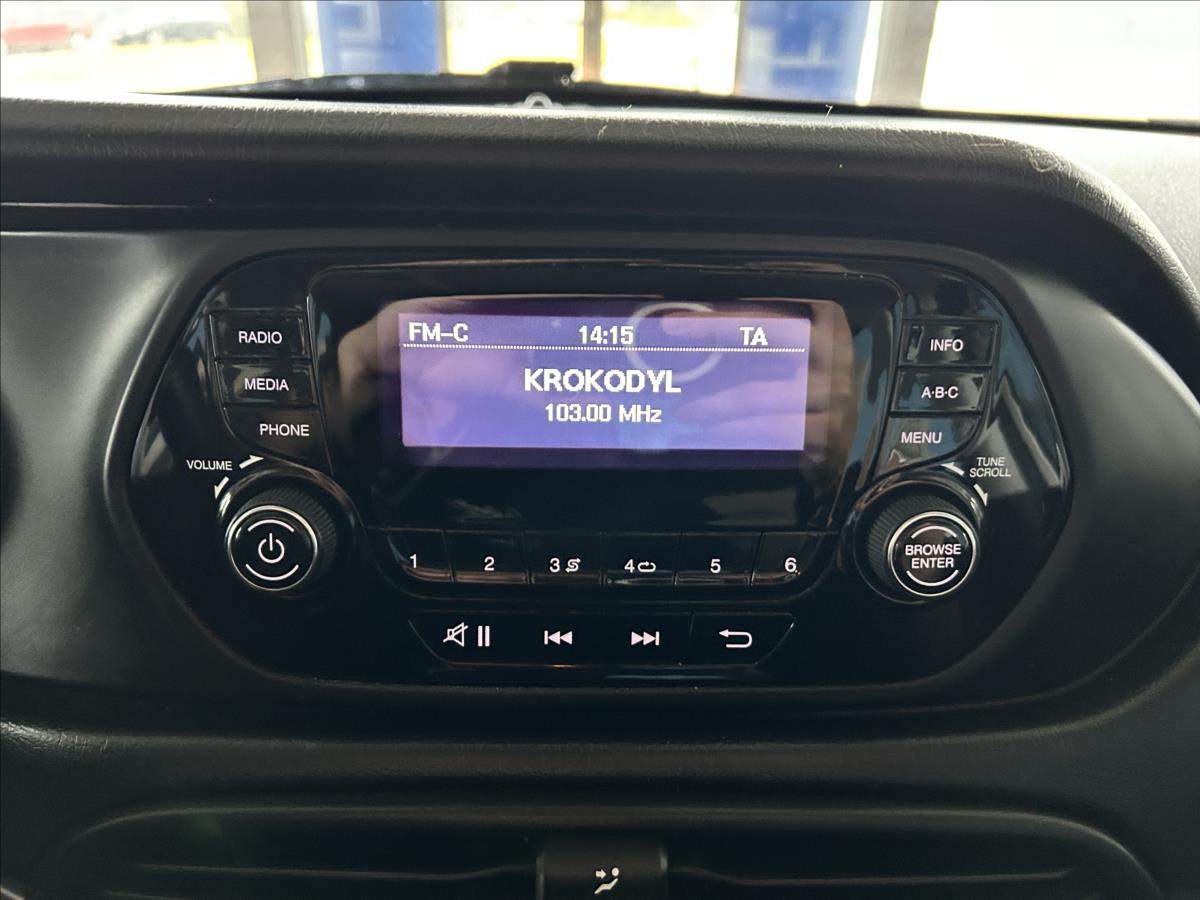 FM-C 14:15 TA
KROKODYL
103.00 MHz
RADIO
MEDIA
PHONE
VOLUME
INFO
A·B·C
MENU
TUNE
SCROLL
BROWSE
ENTER
1 2 3 4 5 6